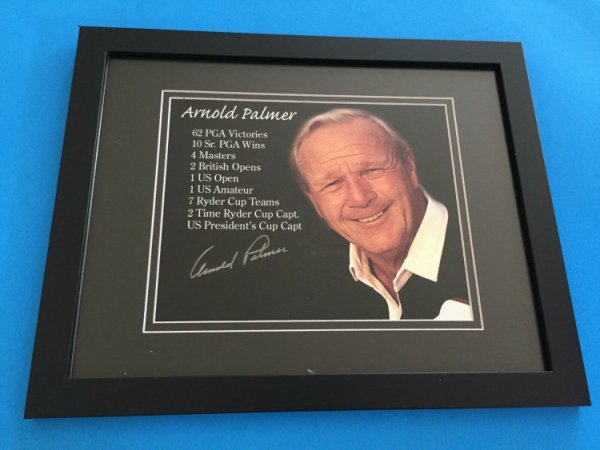 Arnold Palmer
62 PGA Victories
10 Sr. PGA Wins
4 Masters
2 British Opens
1 US Open
1 US Amateur
7 Ryder Cup Teams
2 Time Ryder Cup Capt.
US President's Cup Capt
Arnold Palmer